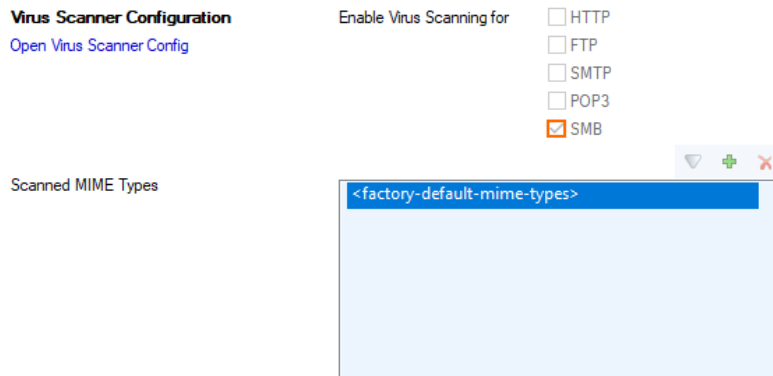 Virus Scanner Configuration
Open Virus Scanner Config
Enable Virus Scanning for
HTTP
FTP
SMTP
POP3
SMB
Scanned MIME Types
<factory-default-mime-types>